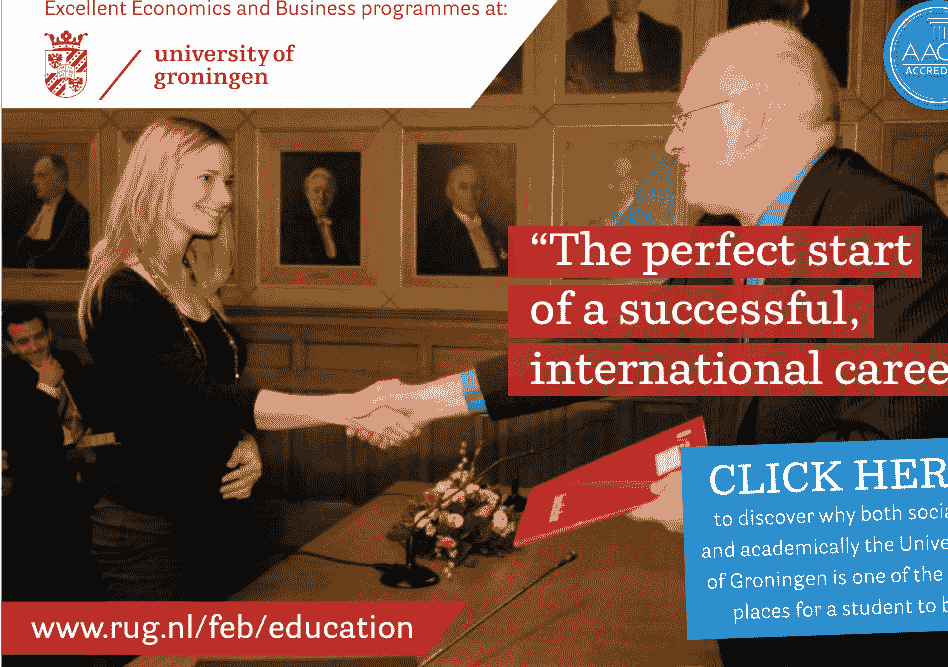 Excellent Economics and Business programmes at:
university of
groningen
AAC
ACCRED
“The perfect start
of a successful,
international caree
CLICK HER
to discover why both socia
and academically the Unive
of Groningen is one of the
places for a student to b
www.rug.nl/feb/education